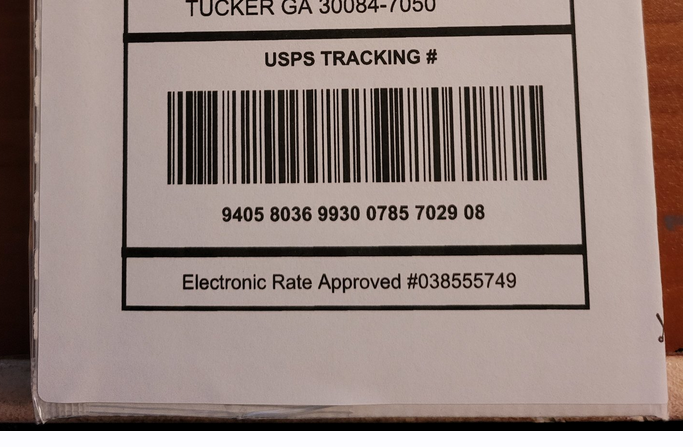 TUCKER GA 30084-7050
USPS TRACKING #
9405 8036 9930 0785 7029 08
Electronic Rate Approved #038555749